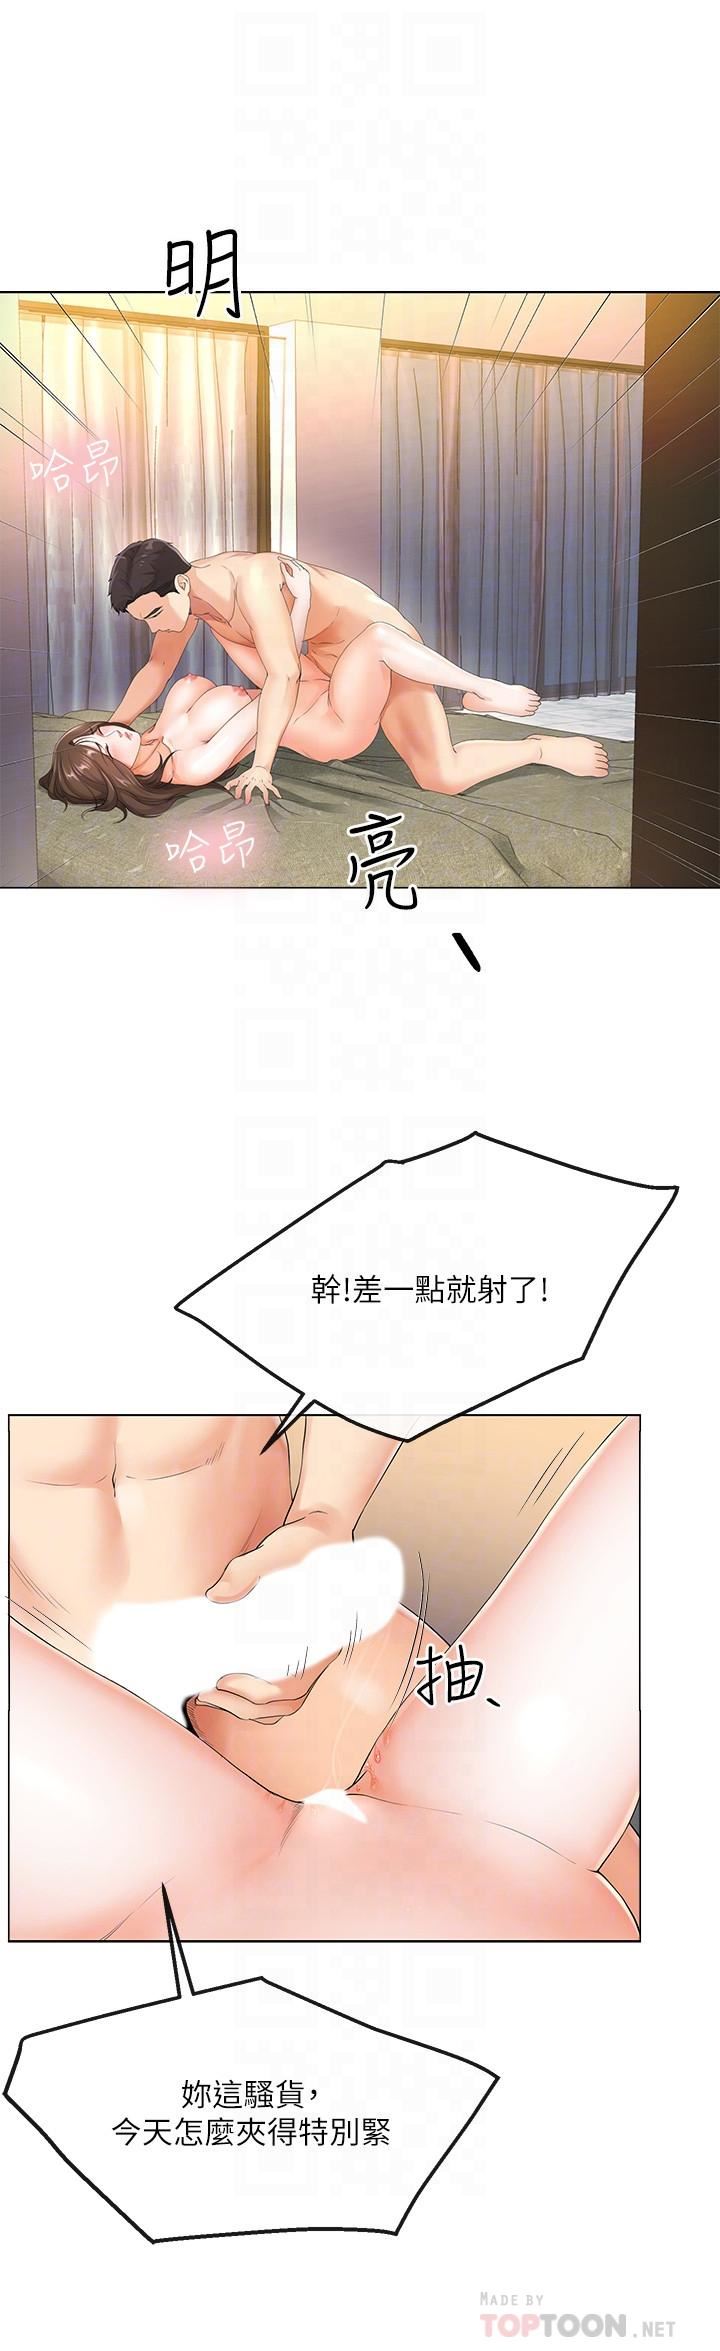 明
哈昂
哈昂
亮、
幹!差一點就射了!
抽、
妳這騷貨,
今天怎麼夾得特別緊
MADE BY
TOPTOON.NET